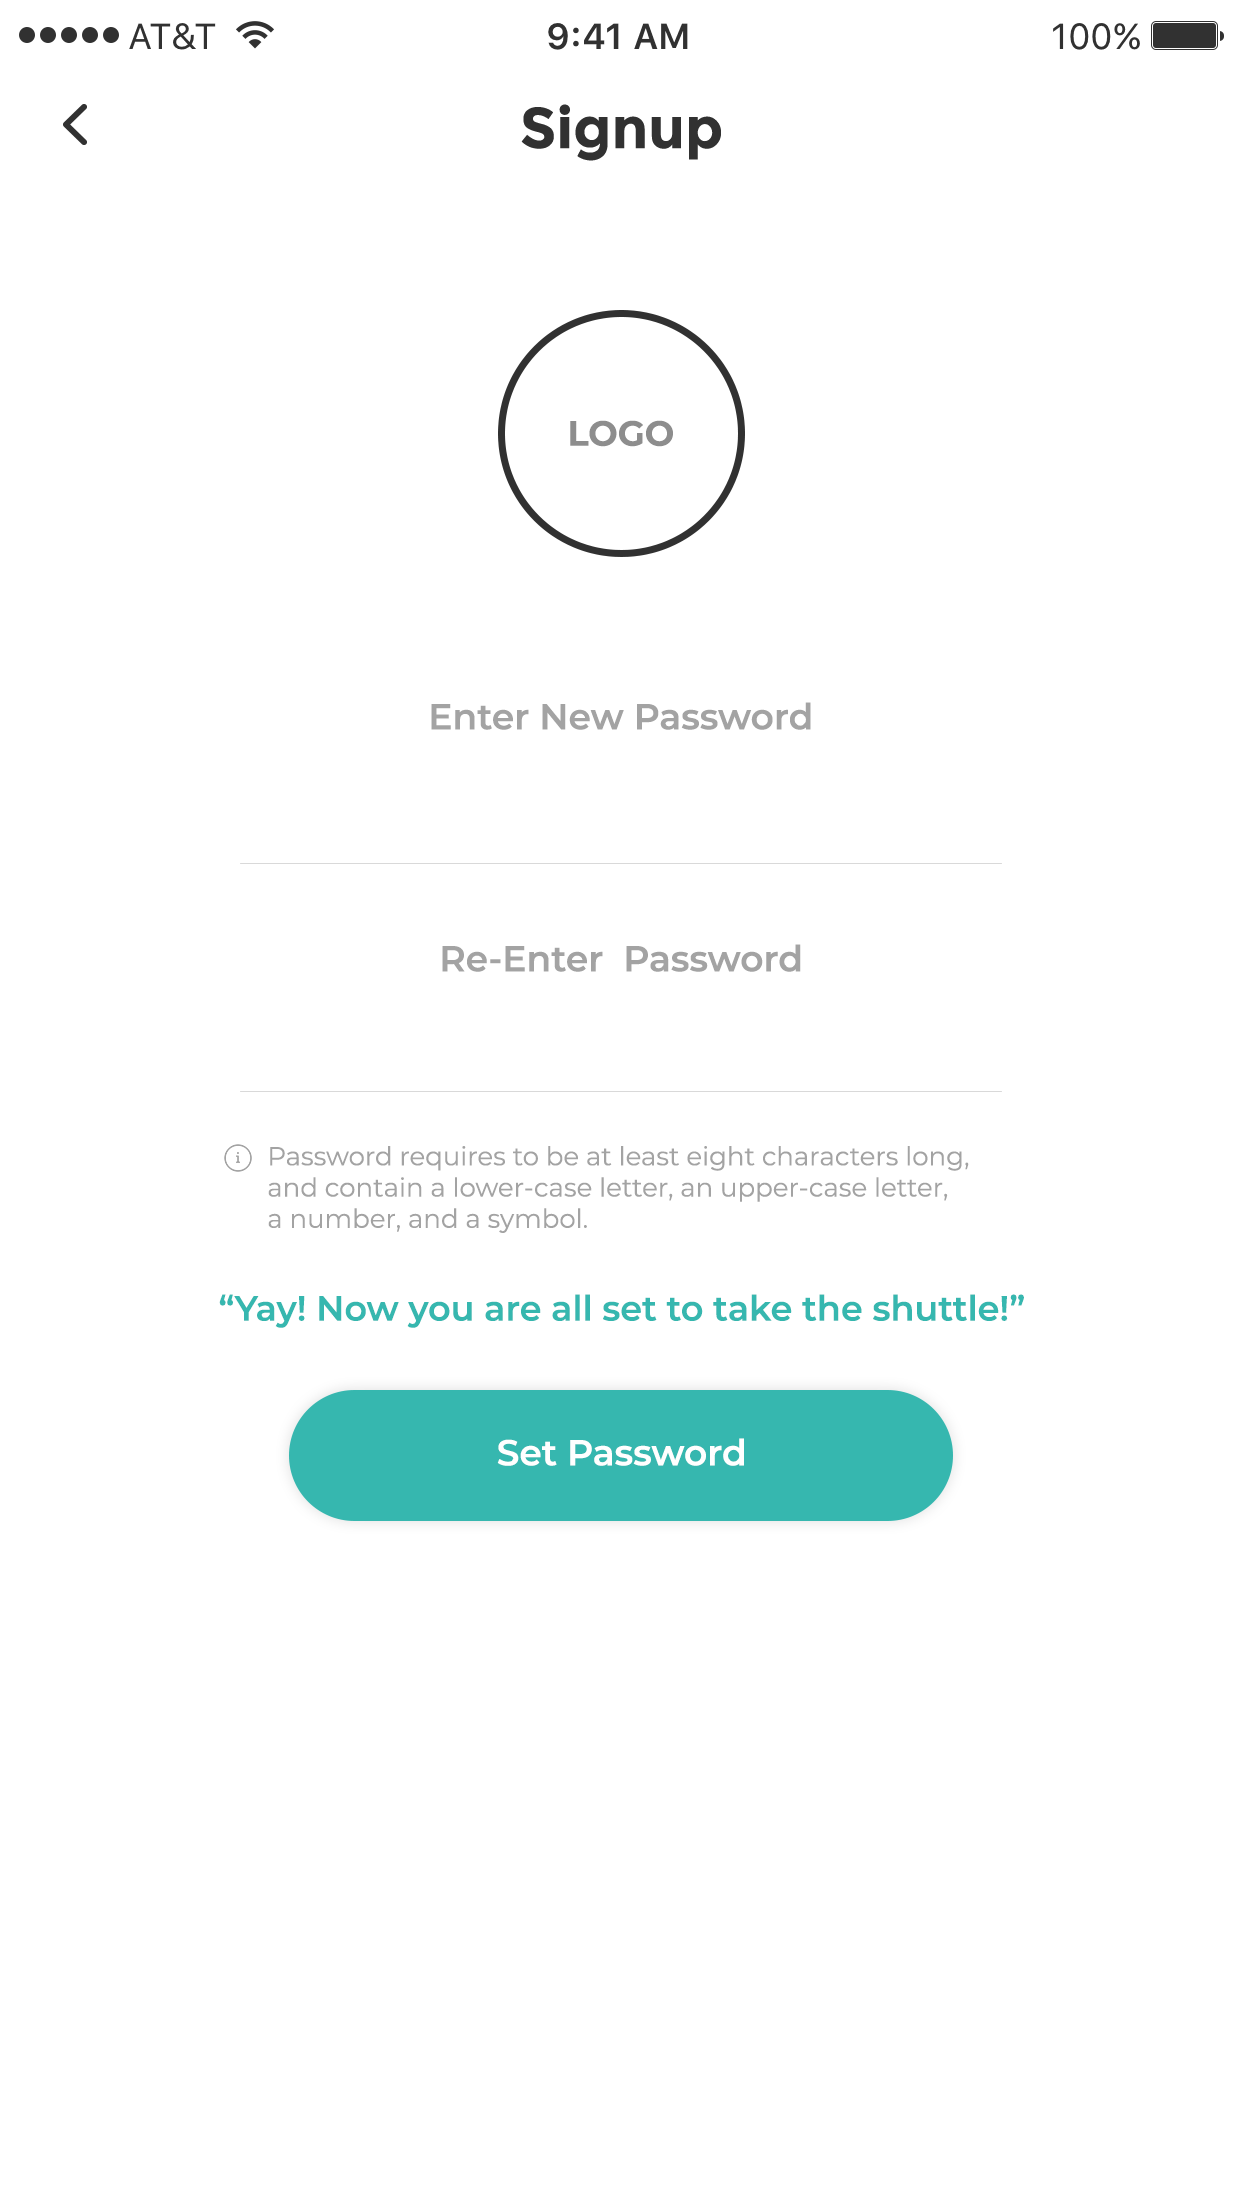 AT&T 9:41 AM 100%
Signup
LOGO
Enter New Password
Re-Enter  Password
i Password requires to be at least eight characters long,
and contain a lower-case letter, an upper-case letter,
a number, and a symbol.
“Yay! Now you are all set to take the shuttle!”
Set Password